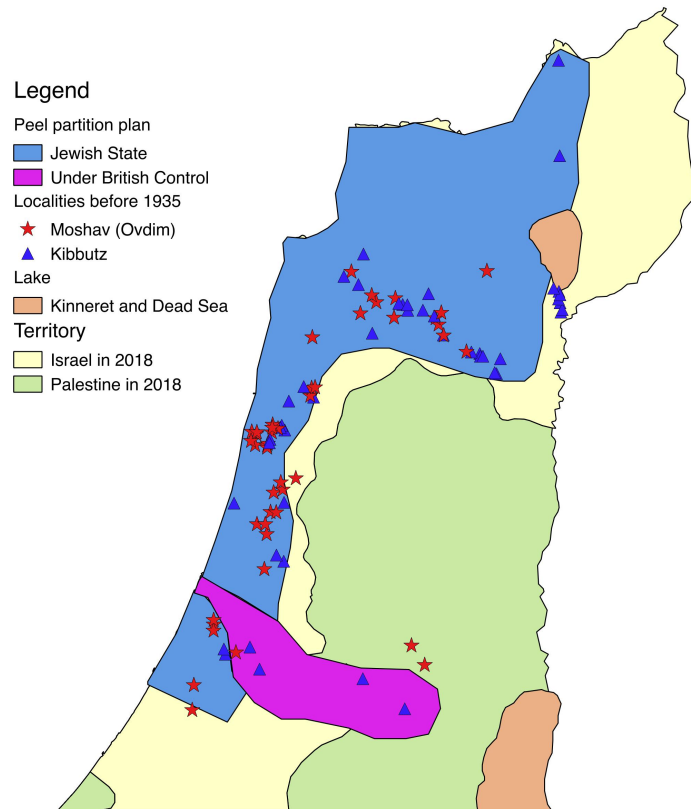 Legend
Peel partition plan
Jewish State
Under British Control
Localities before 1935
Moshav (Ovdim)
Kibbutz
Lake
Kinneret and Dead Sea
Territory
Israel in 2018
Palestine in 2018